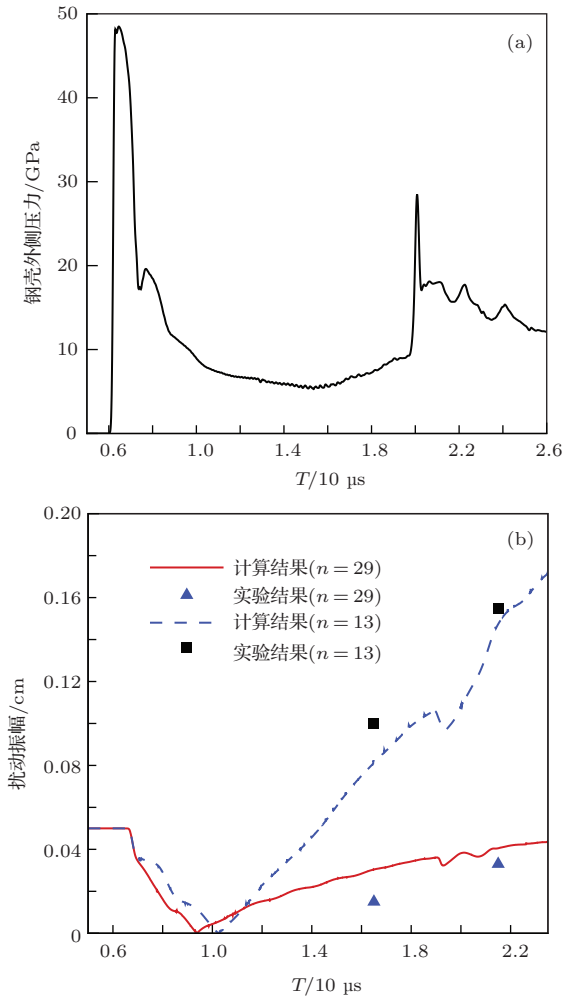 50
(a)
40
30
20
10
0
钢壳外侧压力/GPa
0.6 1.0 1.4 1.8 2.2 2.6
T/10 μs
0.20
(b)
计算结果(n = 29)
实验结果(n = 29)
计算结果(n = 13)
实验结果(n = 13)
0.16
0.12
0.08
0.04
0
扰动振幅/cm
0.6 1.0 1.4 1.8 2.2
T/10 μs